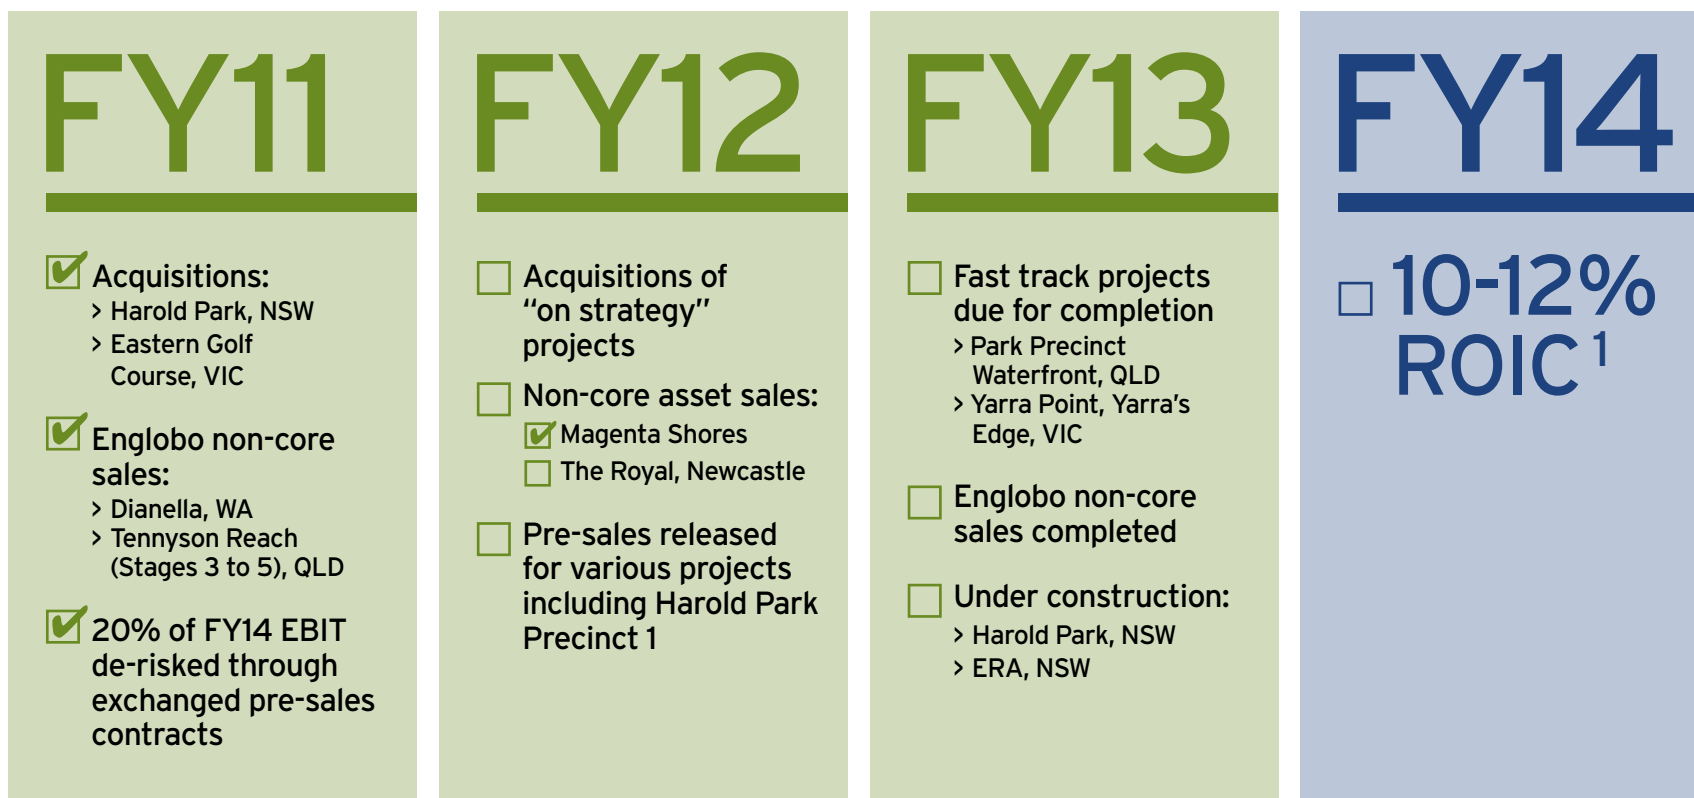 FY11
Acquisitions:
> Harold Park, NSW
> Eastern Golf
Course, VIC
Englobo non-core
sales:
> Dianella, WA
> Tennyson Reach
(Stages 3 to 5), QLD
20% of FY14 EBIT
de-risked through
exchanged pre-sales
contracts
FY12
Acquisitions of
“on strategy”
projects
Non-core asset sales:
Magenta Shores
The Royal, Newcastle
Pre-sales released
for various projects
including Harold Park
Precinct 1
FY13
Fast track projects
due for completion
> Park Precinct
Waterfront, QLD
> Yarra Point, Yarra’s
Edge, VIC
Englobo non-core
sales completed
Under construction:
> Harold Park, NSW
> ERA, NSW
FY14
10-12%
ROIC 1